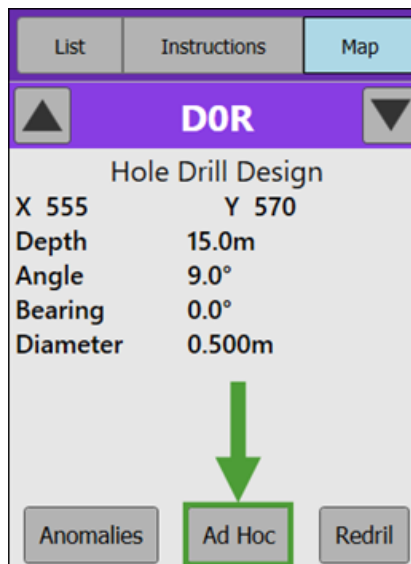 List Instructions Map
D0R
Hole Drill Design
X 555 Y 570
Depth 15.0m
Angle 9.0°
Bearing 0.0°
Diameter 0.500m
Anomalies Ad Hoc Redril